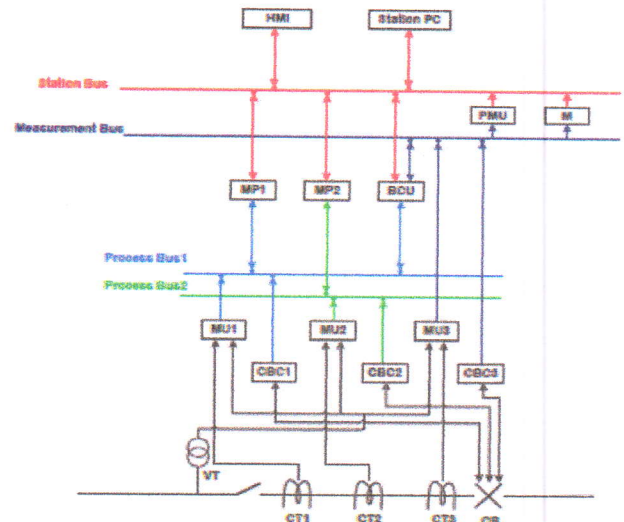 HMI
Station PC
Station Bus
PMU
M
Measurement Bus
MP1
MP2
BCU
Process Bus1
Process Bus2
MU1
MU2
MU3
CBC1
CBC2
CBC3
VT
CT1
CT2
CT3
CB